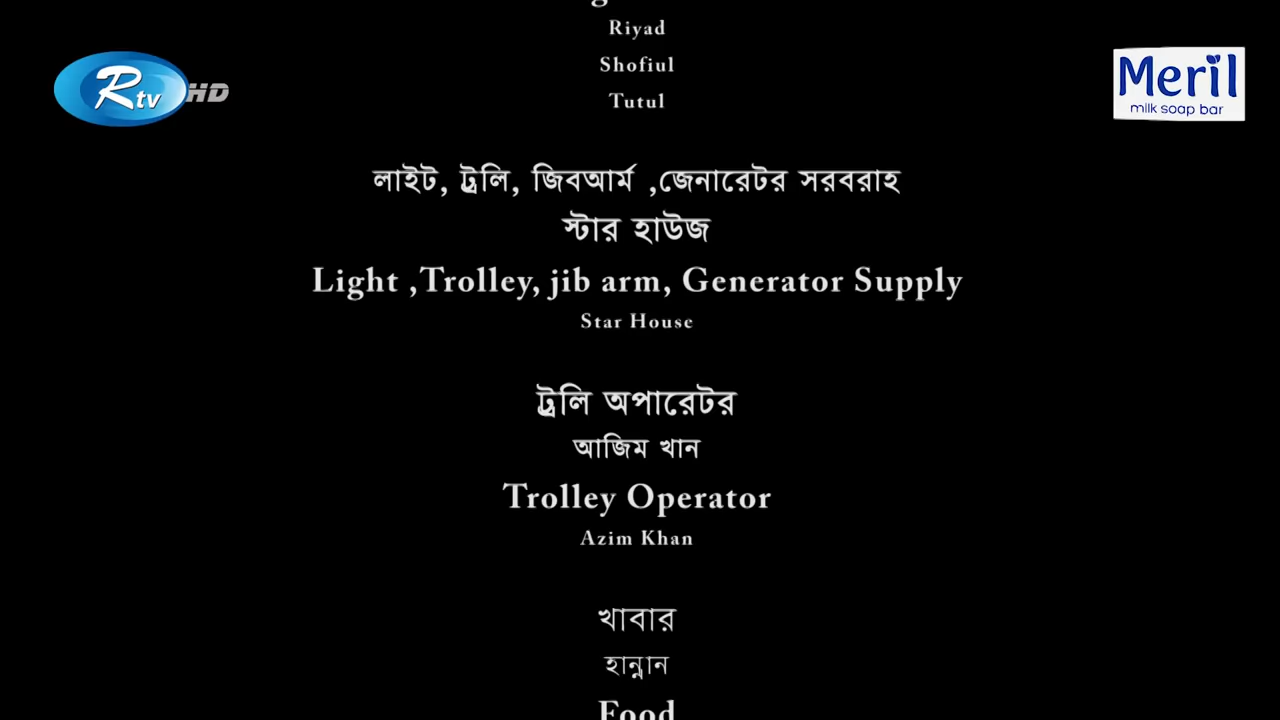 Riyad
Shofiul
Tutul
Rtv HD
Meril
milk soap bar
লাইট, ট্রলি, জিবআর্ম ,জেনারেটর সরবরাহ
স্টার হাউজ
Light ,Trolley, jib arm, Generator Supply
Star House
ট্রলি অপারেটর
আজিম খান
Trolley Operator
Azim Khan
খাবার
হান্নান
Food